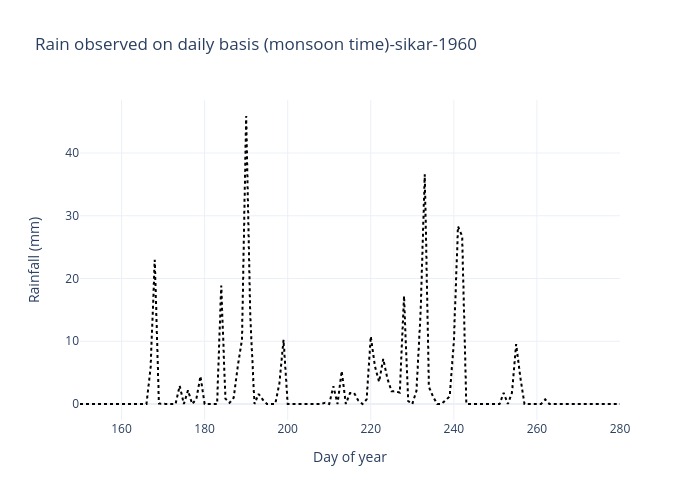 Rain observed on daily basis (monsoon time)-sikar-1960
40
30
20
10
0
Rainfall (mm)
160 180 200 220 240 260 280
Day of year